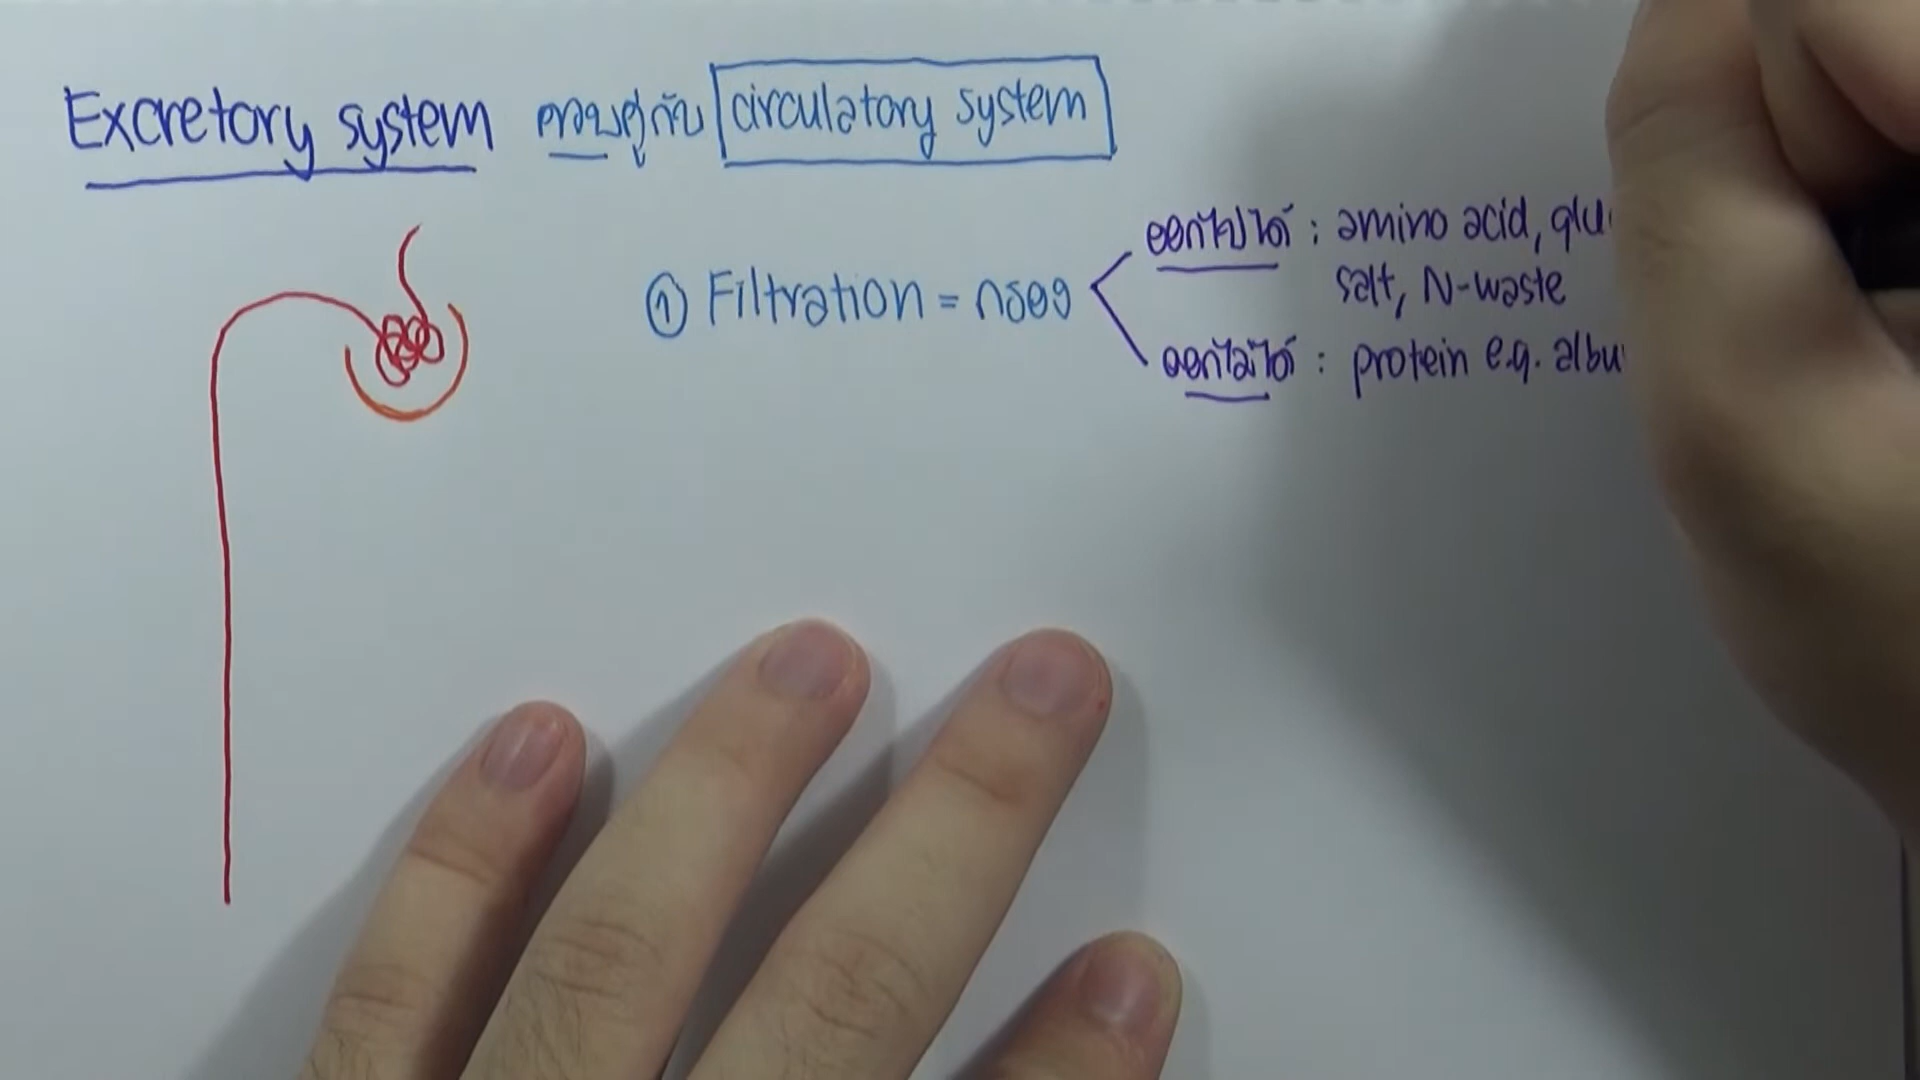 Excretory system ควบคู่กับ circulatory system
① Filtration = กรอง
ออกไปได้ : amino acid,
salt, N-waste
ออกไม่ได้ : protein e.g.